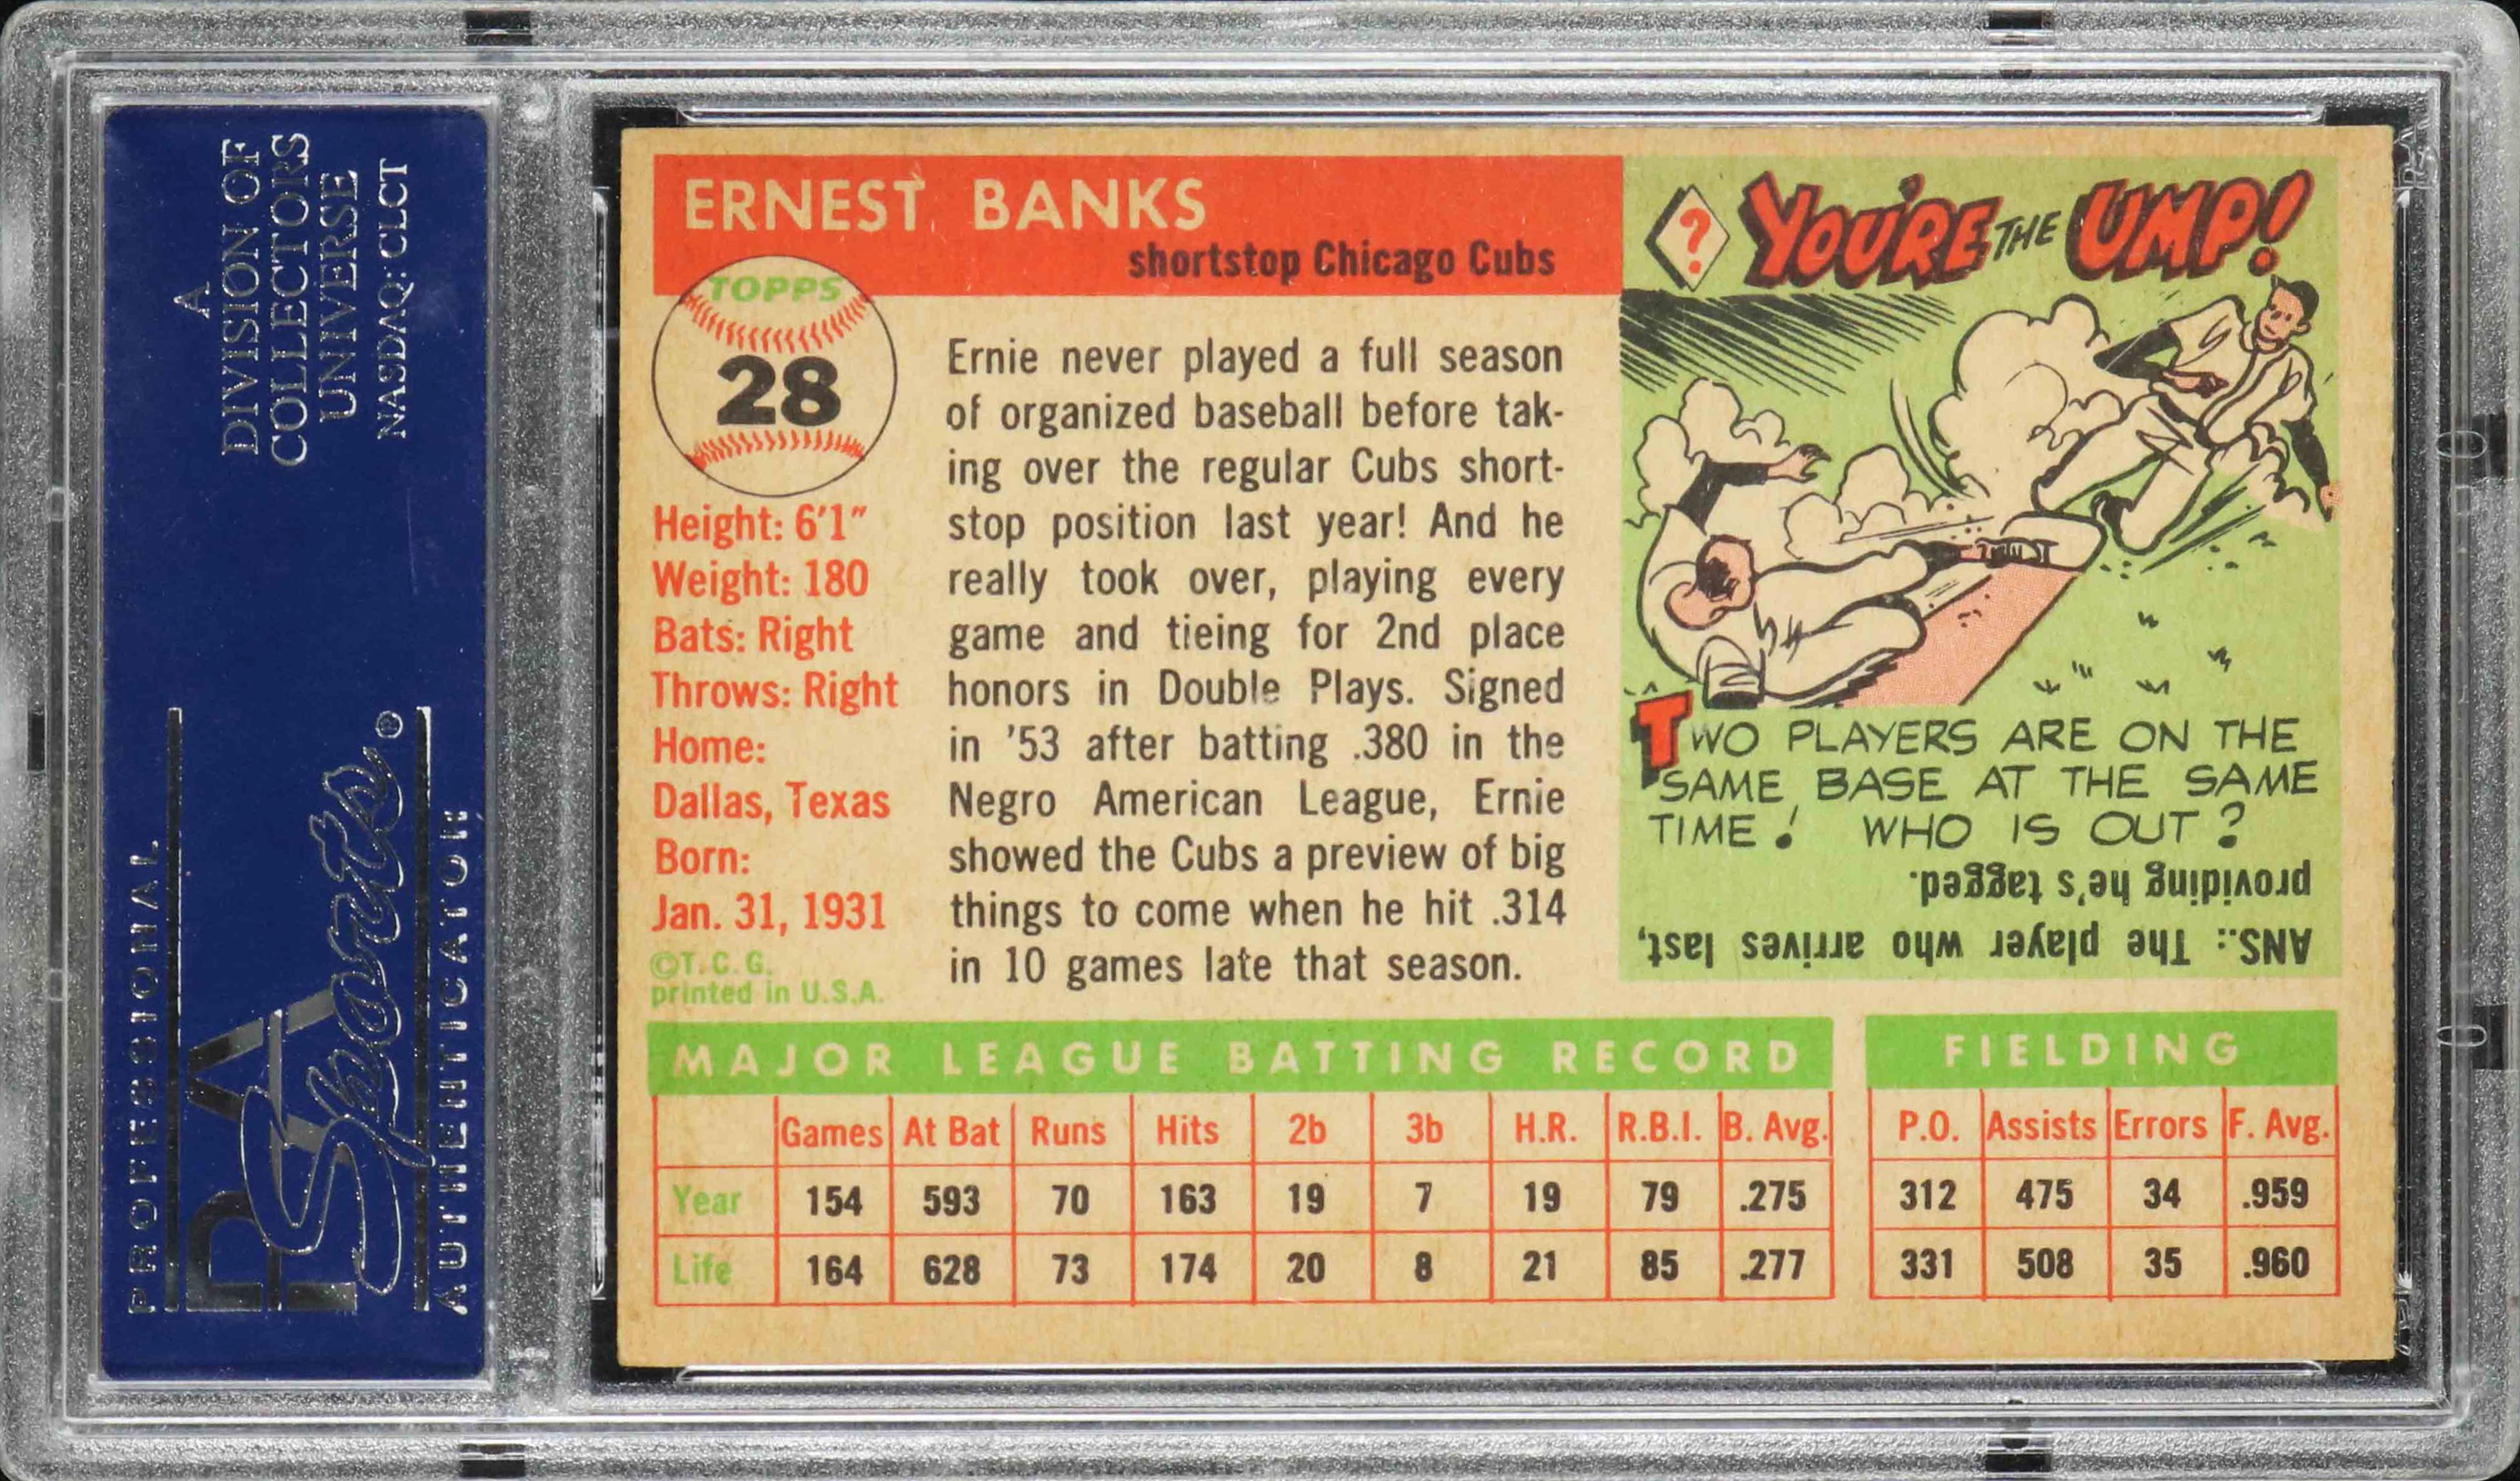 A
DIVISION OF
COLLECTORS
UNIVERSE
NASDAQ: CLCT
PROFESSIONAL
PSA
Sports®
AUTHENTICATOR
ERNEST BANKS
shortstop Chicago Cubs
TOPPS
28
Height: 6'1"
Weight: 180
Bats: Right
Throws: Right
Home:
Dallas, Texas
Born:
Jan. 31, 1931
©T. C. G.
printed in U.S.A.
Ernie never played a full season
of organized baseball before tak-
ing over the regular Cubs short-
stop position last year! And he
really took over, playing every
game and tieing for 2nd place
honors in Double Plays. Signed
in '53 after batting .380 in the
Negro American League, Ernie
showed the Cubs a preview of big
things to come when he hit .314
in 10 games late that season.
? YOU'RE THE UMP!
TWO PLAYERS ARE ON THE
SAME BASE AT THE SAME
TIME! WHO IS OUT?
ANS.: The player who arrives last,
providing he's tagged.
MAJOR LEAGUE BATTING RECORD
Games At Bat Runs Hits 2b 3b H.R. R.B.I. B. Avg.
Year 154 593 70 163 19 7 19 79 .275
Life 164 628 73 174 20 8 21 85 .277
FIELDING
P.O. Assists Errors F. Avg.
312 475 34 .959
331 508 35 .960